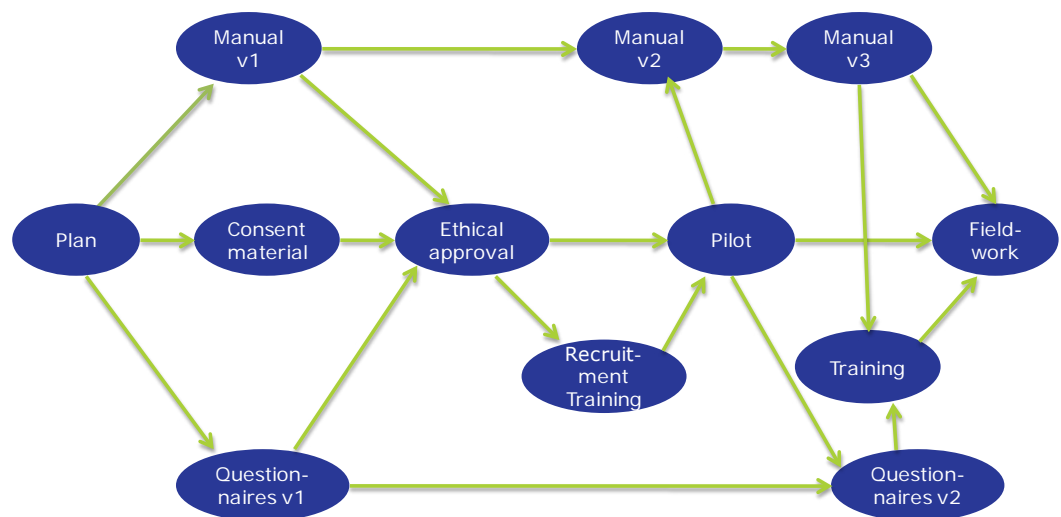 Manual
v1
Manual
v2
Manual
v3
Plan
Consent
material
Ethical
approval
Pilot
Field-
work
Recruit-
ment
Training
Training
Question-
naires v1
Question-
naires v2